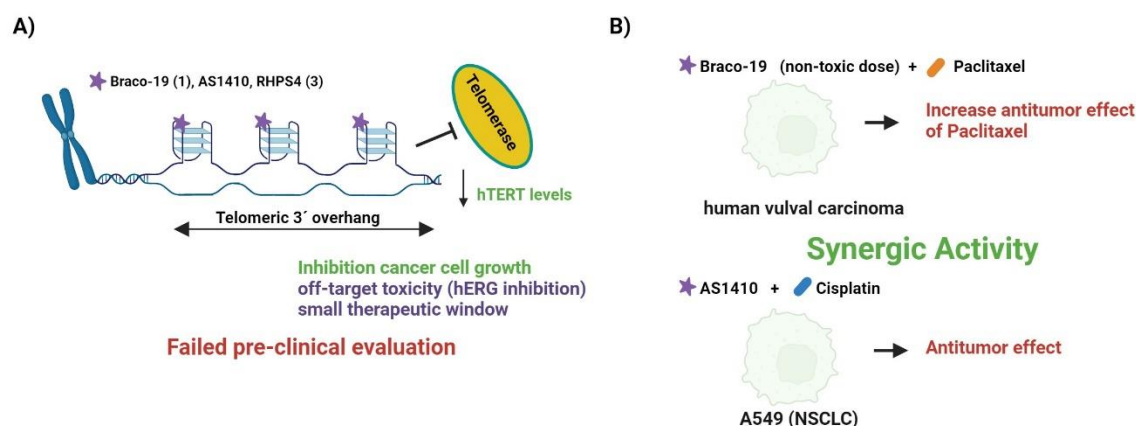 A)
Braco-19 (1), AS1410, RHPS4 (3)
Telomerase
hTERT levels
Telomeric 3´ overhang
Inhibition cancer cell growth
off-target toxicity (hERG inhibition)
small therapeutic window
Failed pre-clinical evaluation
B)
Braco-19 (non-toxic dose) + Paclitaxel
Increase antitumor effect
of Paclitaxel
human vulval carcinoma
Synergic Activity
AS1410 + Cisplatin
Antitumor effect
A549 (NSCLC)